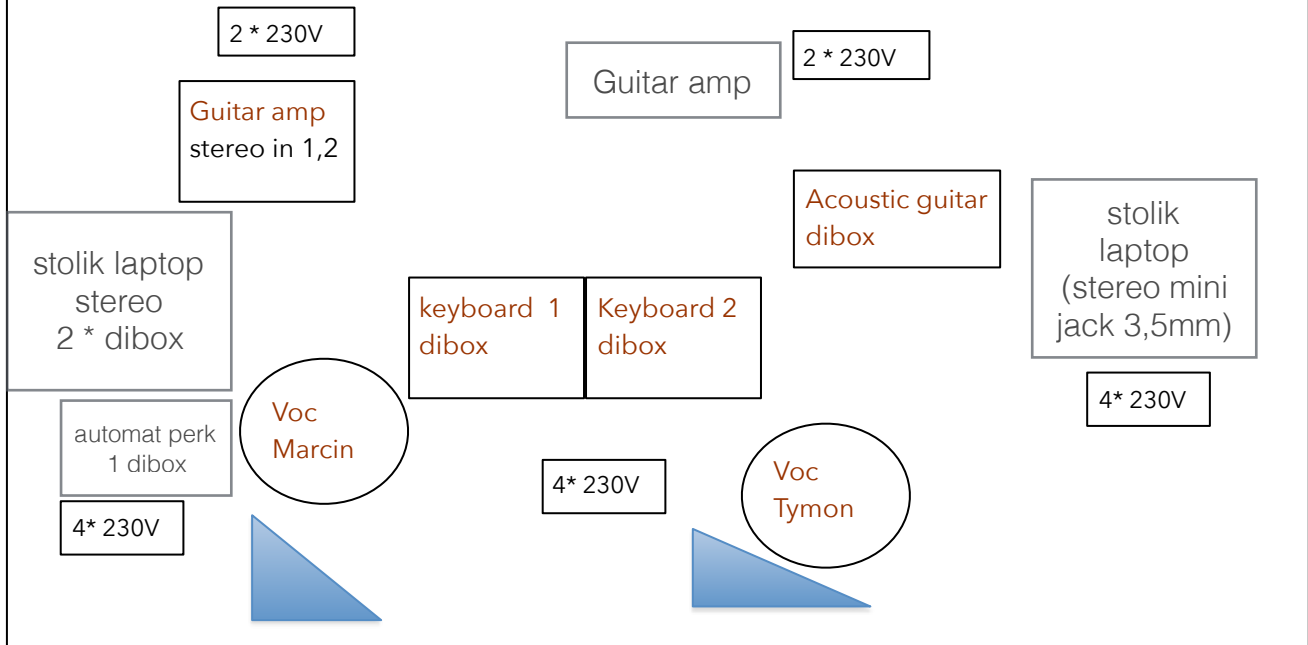 2 * 230V
Guitar amp
2 * 230V
Guitar amp
stereo in 1,2
Acoustic guitar
dibox
stolik
laptop
(stereo mini
jack 3,5mm)
stolik laptop
stereo
2 * dibox
keyboard 1
dibox
Keyboard 2
dibox
4* 230V
Voc
Marcin
automat perk
1 dibox
Voc
Tymon
4* 230V
4* 230V